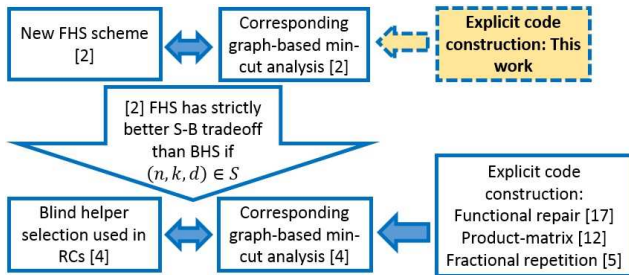 New FHS scheme
[2]
Corresponding
graph-based min-
cut analysis [2]
Explicit code
construction: This
work
[2] FHS has strictly
better S-B tradeoff
than BHS if
(n, k, d) ∈ S
Blind helper
selection used in
RCs [4]
Corresponding
graph-based min-
cut analysis [4]
Explicit code
construction:
Functional repair [17]
Product-matrix [12]
Fractional repetition [5]